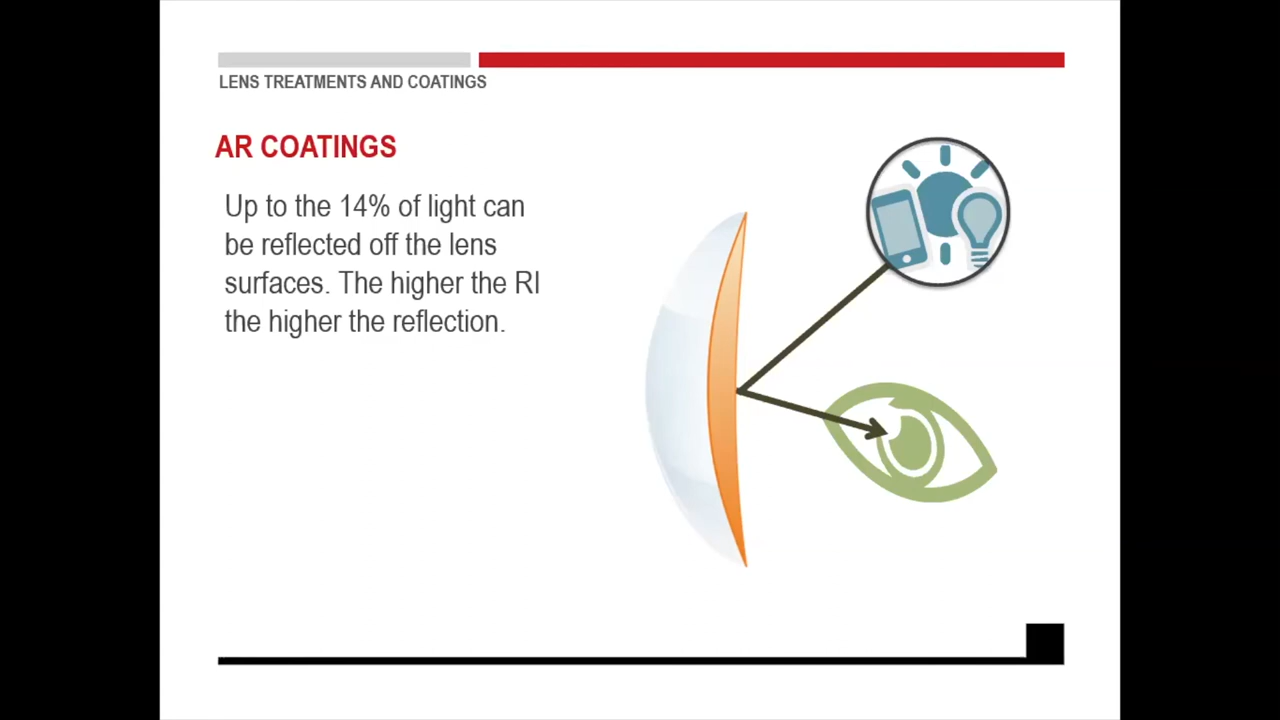 LENS TREATMENTS AND COATINGS
AR COATINGS
Up to the 14% of light can
be reflected off the lens
surfaces. The higher the RI
the higher the reflection.